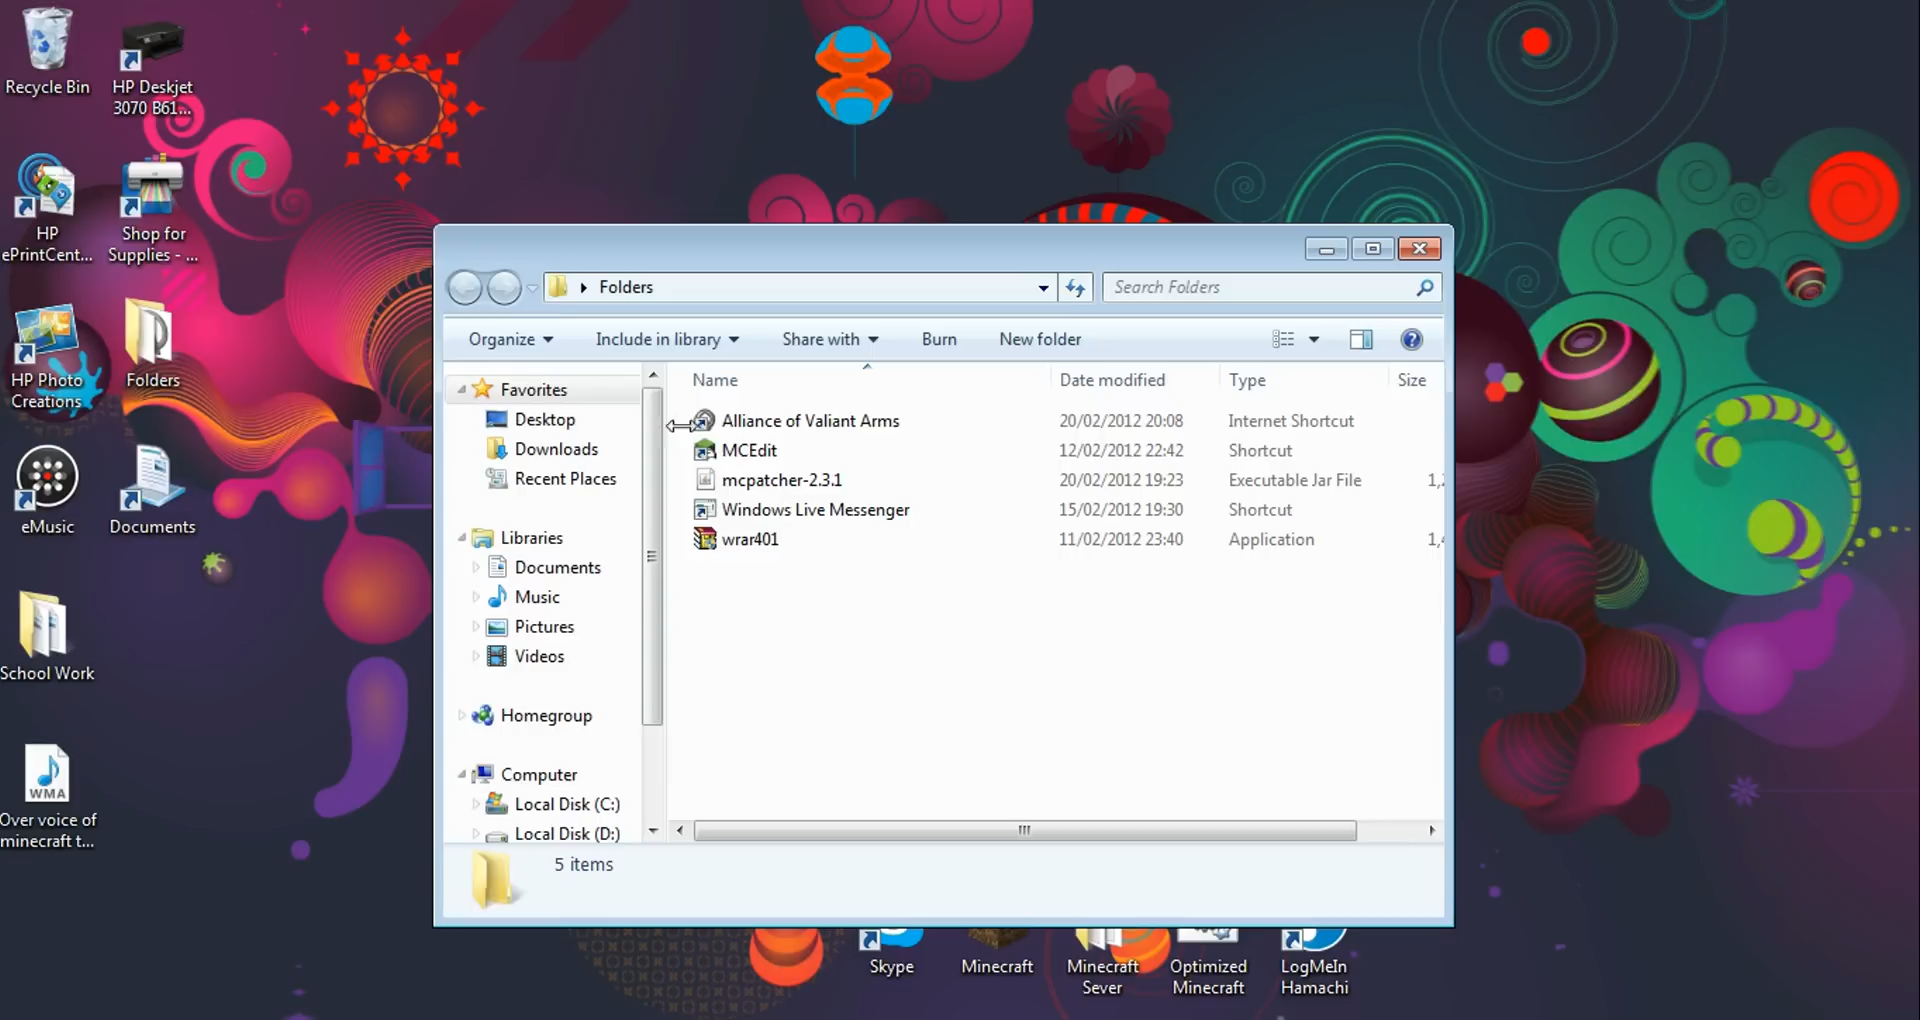 Recycle Bin
HP Deskjet
3070 B61...
HP
ePrintCent...
Shop for
Supplies - ...
HP Photo
Creations
Folders
eMusic
Documents
School Work
WMA
Over voice of
minecraft t...
Folders
Search Folders
Organize
Include in library
Share with
Burn
New folder
Favorites
Desktop
Downloads
Recent Places
Libraries
Documents
Music
Pictures
Videos
Homegroup
Computer
Local Disk (C:)
Local Disk (D:)
Name Date modified Type Size
Alliance of Valiant Arms 20/02/2012 20:08 Internet Shortcut
MCEdit 12/02/2012 22:42 Shortcut
mcpatcher-2.3.1 20/02/2012 19:23 Executable Jar File 1,
Windows Live Messenger 15/02/2012 19:30 Shortcut
wrar401 11/02/2012 23:40 Application 1,
5 items
Skype
Minecraft
Minecraft
Sever
Optimized
Minecraft
LogMeIn
Hamachi